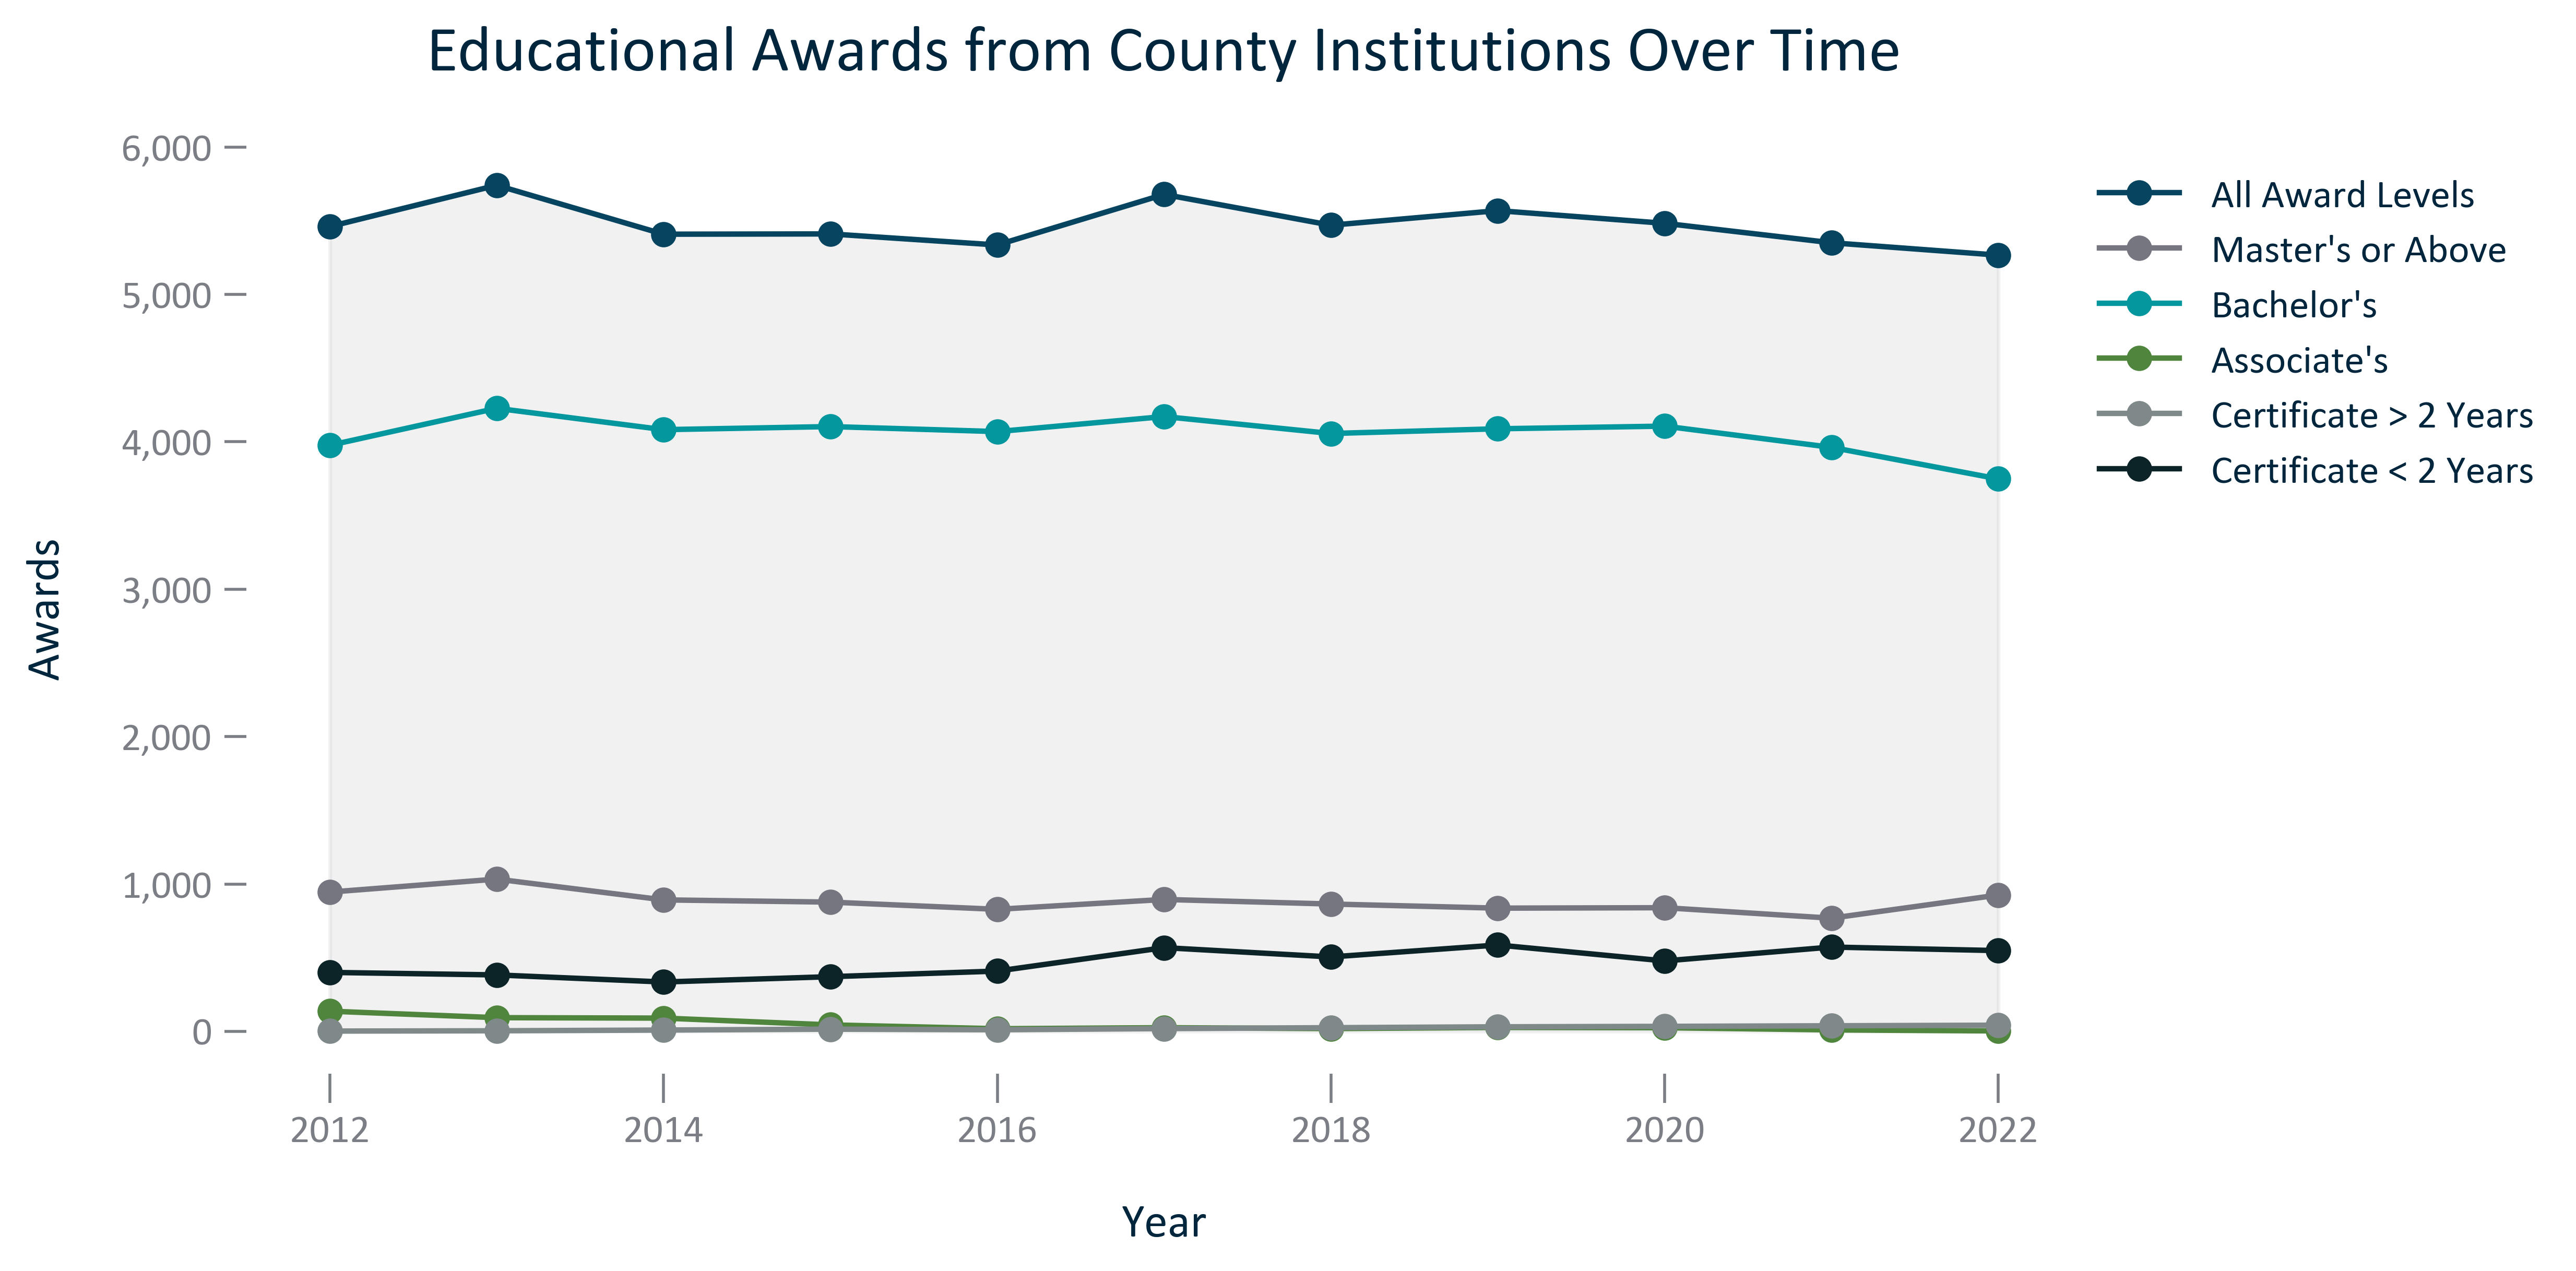 Educational Awards from County Institutions Over Time
6,000
5,000
4,000
3,000
2,000
1,000
0
Awards
2012
2014
2016
2018
2020
2022
Year
All Award Levels
Master's or Above
Bachelor's
Associate's
Certificate > 2 Years
Certificate < 2 Years